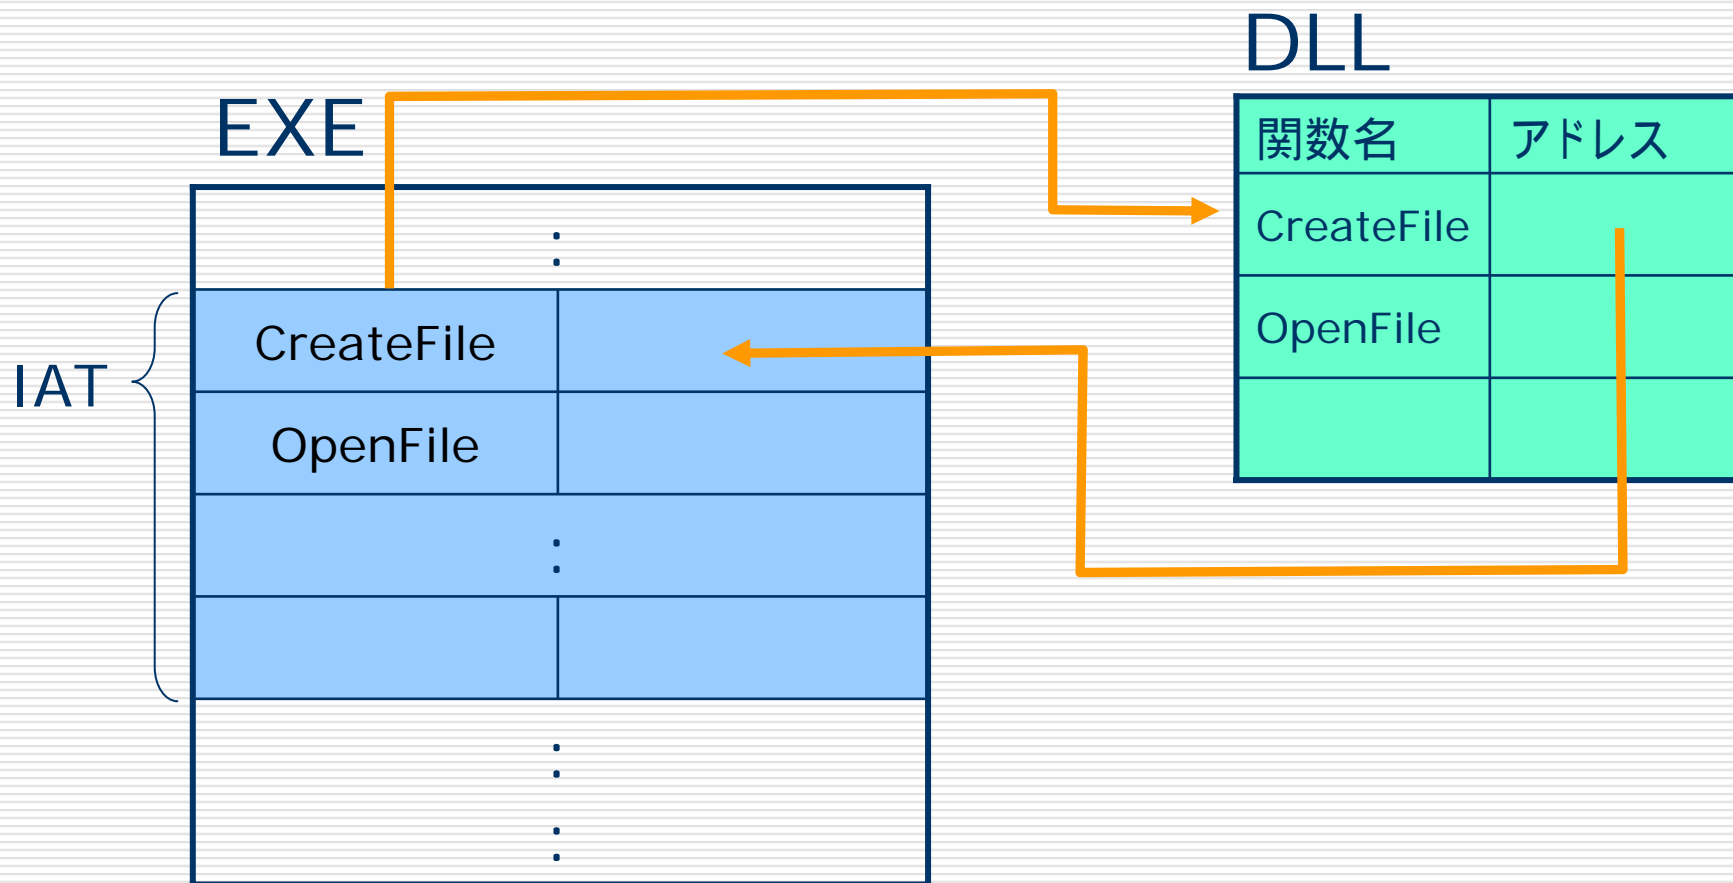 DLL
EXE
関数名 アドレス
CreateFile
OpenFile
:
IAT
CreateFile
OpenFile
:
:
: